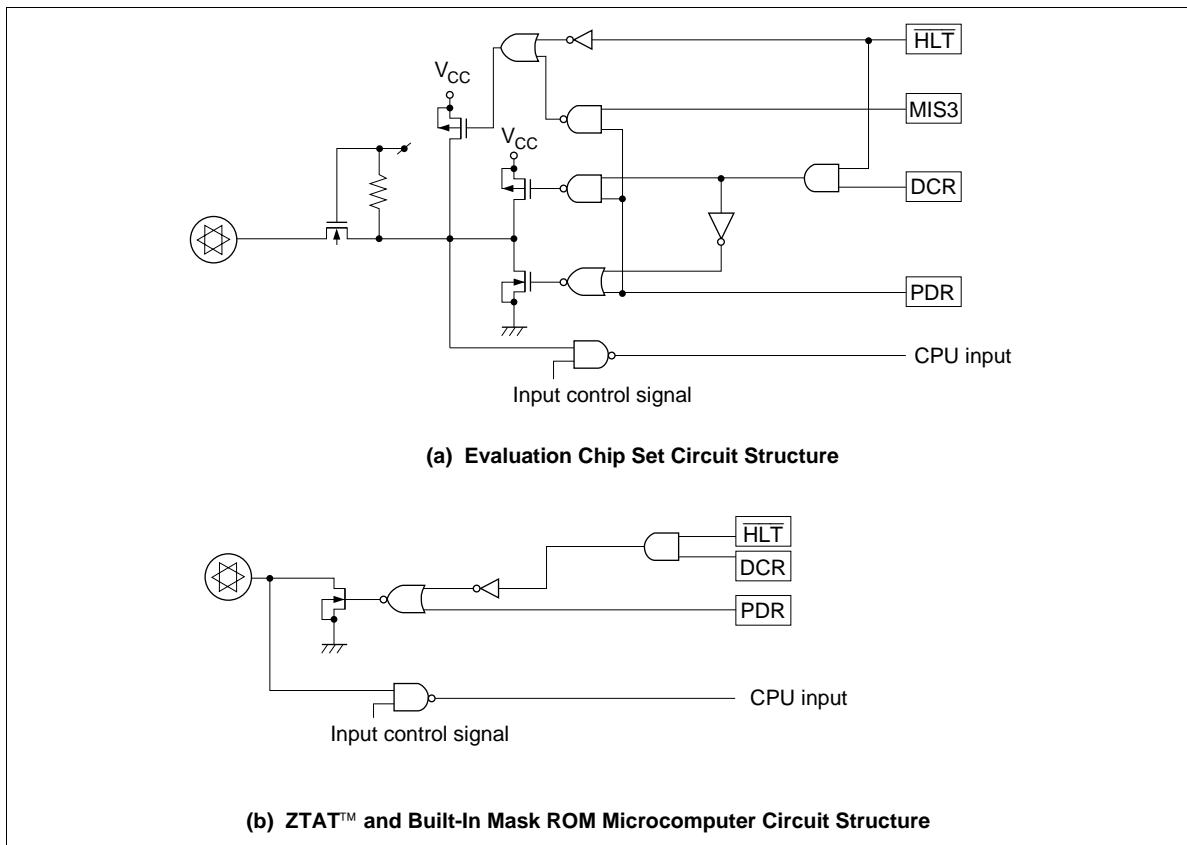 HLT
VCC
MIS3
VCC
DCR
PDR
CPU input
Input control signal
(a) Evaluation Chip Set Circuit Structure
HLT
DCR
PDR
CPU input
Input control signal
(b) ZTAT™ and Built-In Mask ROM Microcomputer Circuit Structure